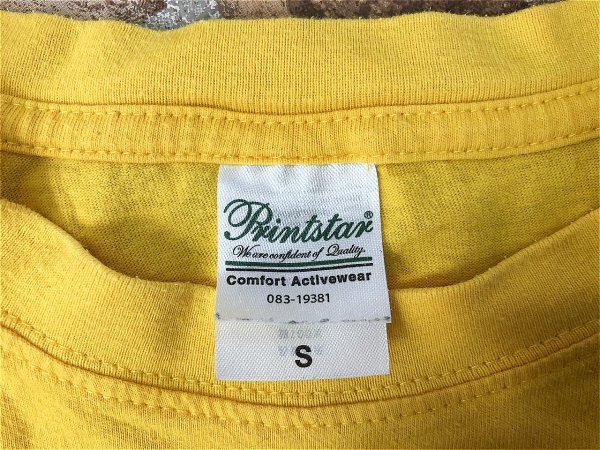 Printstar®
We are confident of Quality.
Comfort Activewear
083-19381
S